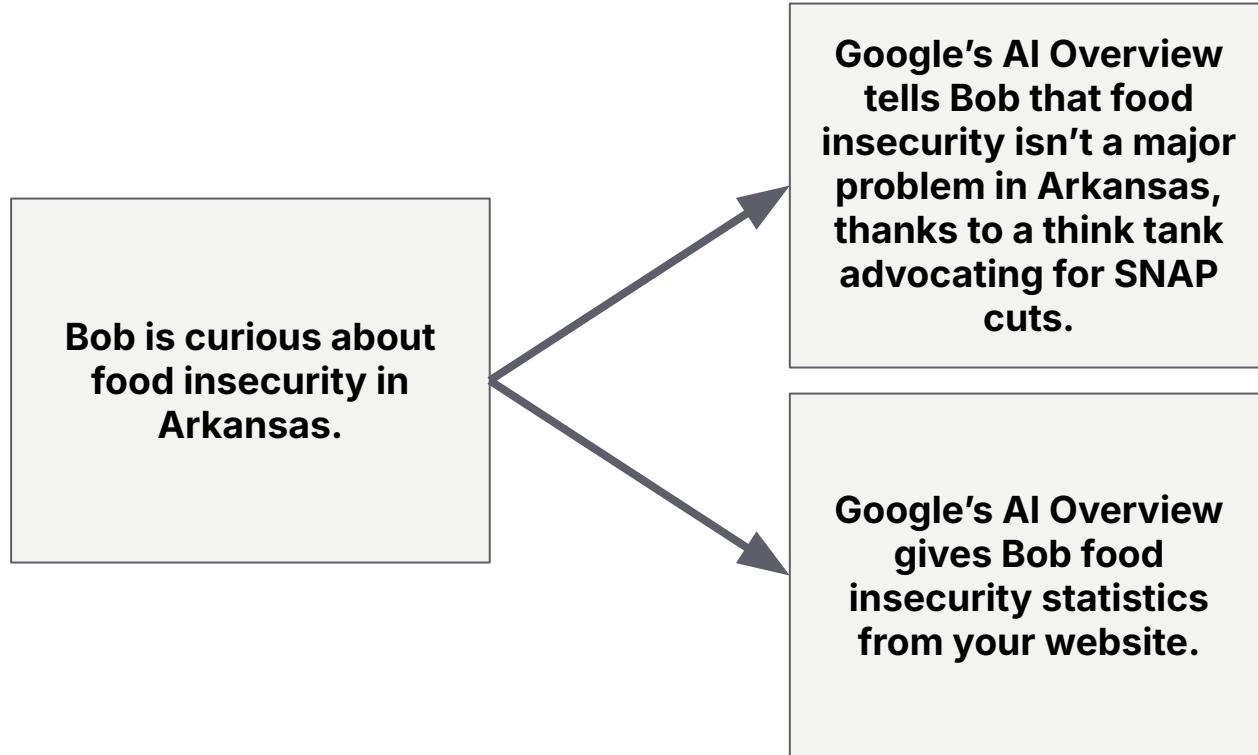 Bob is curious about
food insecurity in
Arkansas.
Google’s AI Overview
tells Bob that food
insecurity isn’t a major
problem in Arkansas,
thanks to a think tank
advocating for SNAP
cuts.
Google’s AI Overview
gives Bob food
insecurity statistics
from your website.